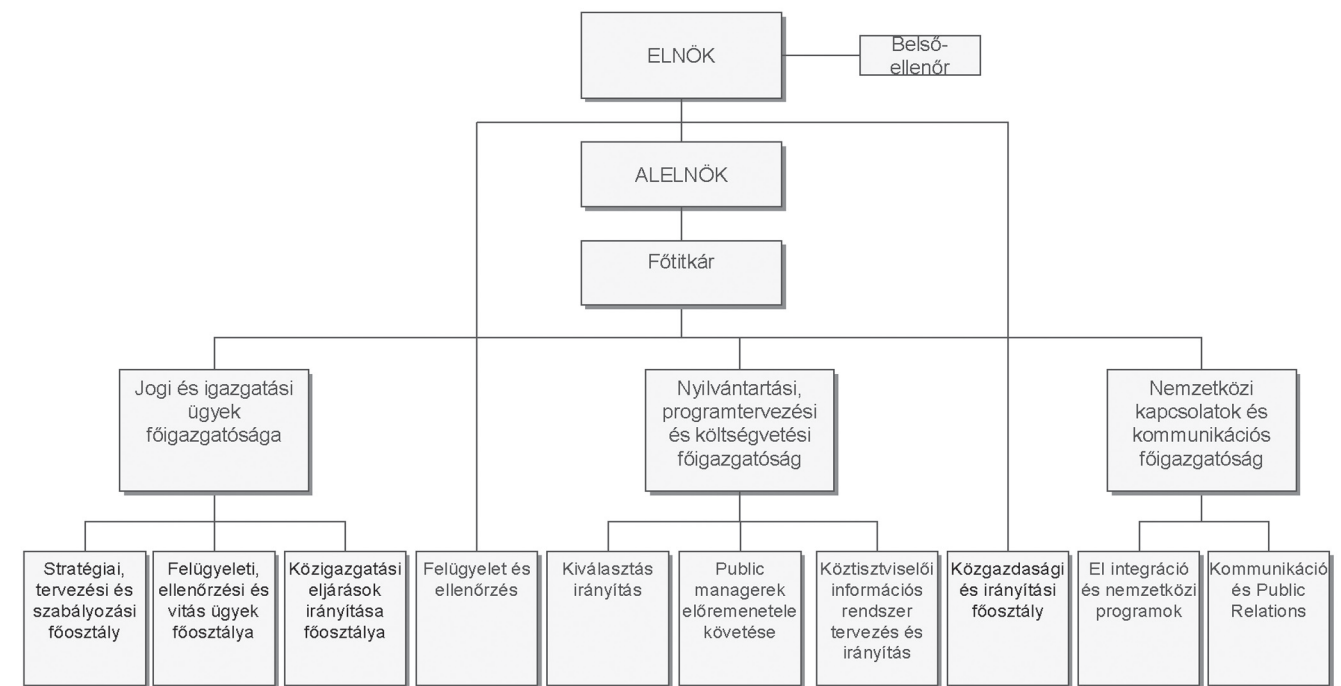 ELNÖK
Belső-
ellenőr
ALELNÖK
Főtitkár
Jogi és igazgatási
ügyek
főigazgatósága
Nyilvántartási,
programtervezési
és költségvetési
főigazgatóság
Nemzetközi
kapcsolatok és
kommunikációs
főigazgatóság
Stratégiai,
tervezési és
szabályozási
főosztály
Felügyeleti,
ellenőrzési és
vitás ügyek
főosztálya
Közigazgatási
eljárások
irányítása
főosztálya
Felügyelet és
ellenőrzés
Kiválasztás
irányítás
Public
managerek
előremenetele
követése
Köztisztviselői
információs
rendszer
tervezés és
irányítás
Közgazdasági
és irányítási
főosztály
EI integráció
és nemzetközi
programok
Kommunikáció
és Public
Relations